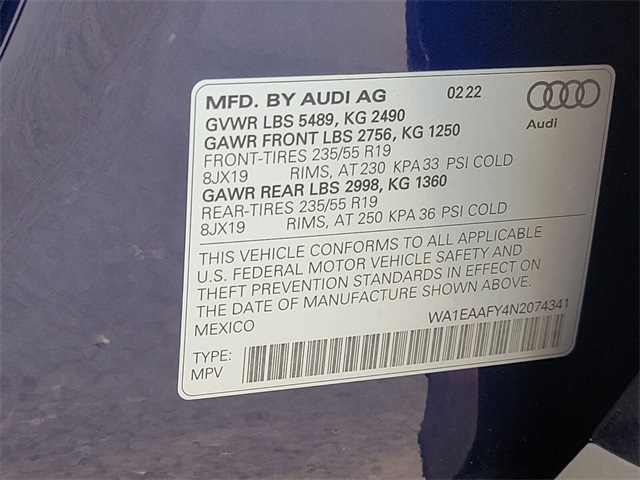 MFD. BY AUDI AG 02 22
GVWR LBS 5489, KG 2490
GAWR FRONT LBS 2756, KG 1250
FRONT-TIRES 235/55 R19
8JX19 RIMS, AT 230 KPA 33 PSI COLD
GAWR REAR LBS 2998, KG 1360
REAR-TIRES 235/55 R19
8JX19 RIMS, AT 250 KPA 36 PSI COLD
Audi
THIS VEHICLE CONFORMS TO ALL APPLICABLE
U.S. FEDERAL MOTOR VEHICLE SAFETY AND
THEFT PREVENTION STANDARDS IN EFFECT ON
THE DATE OF MANUFACTURE SHOWN ABOVE.
MEXICO WA1EAAFY4N2074341
TYPE:
MPV